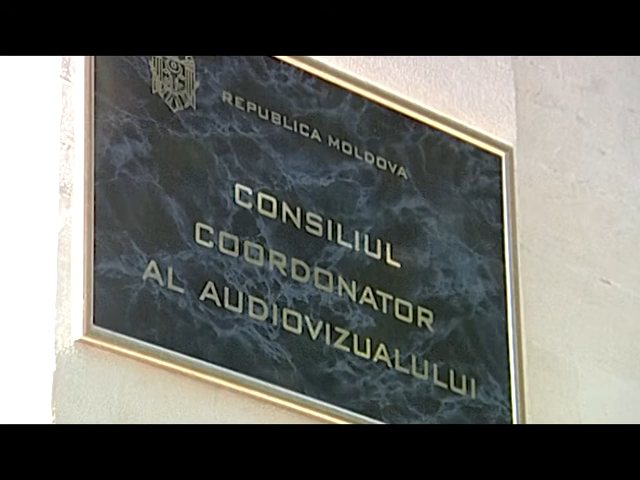 REPUBLICA MOLDOVA
CONSILIUL
COORDONATOR
AL AUDIOVIZUALULUI